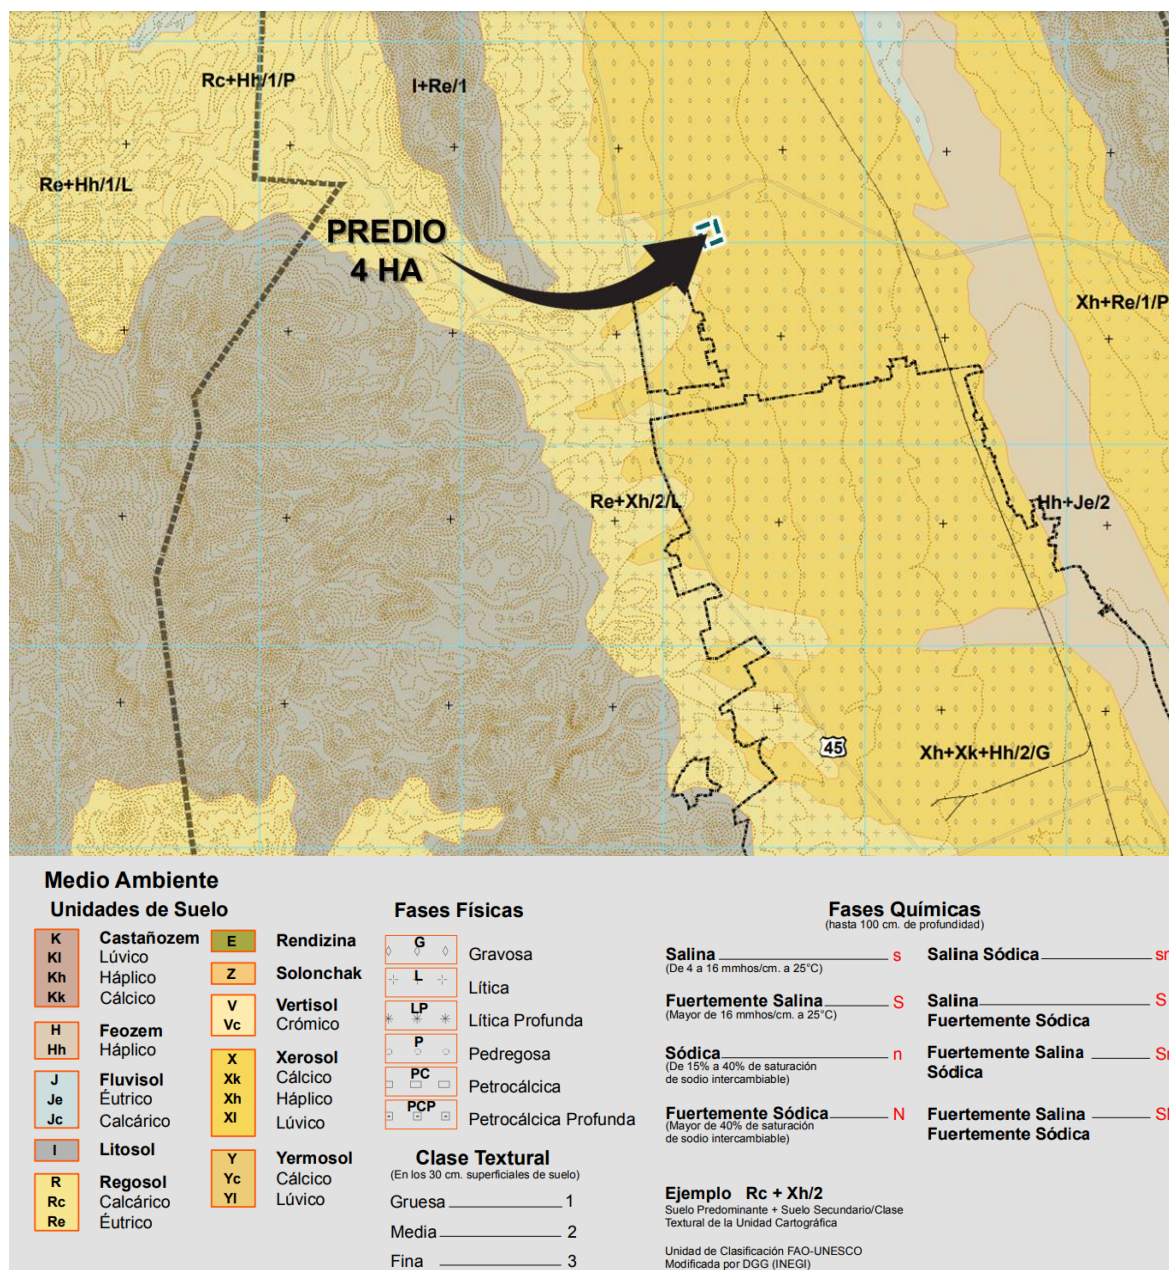 Rc+Hh/1/P
I+Re/1
Re+Hh/1/L
PREDIO
4 HA
Xh+Re/1/P
Re+Xh/2/L
Hh+Je/2
45
Xh+Xk+Hh/2/G
Medio Ambiente
Unidades de Suelo
K Castañozem
Kl Lúvico
Kh Háplico
Kk Cálcico
H Feozem
Hh Háplico
J Fluvisol
Je Éutrico
Jc Calcárico
I Litosol
R Regosol
Rc Calcárico
Re Éutrico
E Rendizina
Z Solonchak
V Vertisol
Vc Crómico
X Xerosol
Xk Cálcico
Xh Háplico
Xl Lúvico
Y Yermosol
Yc Cálcico
Yl Lúvico
Fases Físicas
G Gravosa
L Lítica
LP Lítica Profunda
P Pedregosa
PC Petrocálcica
PCP Petrocálcica Profunda
Clase Textural
(En los 30 cm. superficiales de suelo)
Gruesa 1
Media 2
Fina 3
Fases Químicas
(hasta 100 cm. de profundidad)
Salina s
(De 4 a 16 mmhos/cm. a 25°C)
Fuertemente Salina S
(Mayor de 16 mmhos/cm. a 25°C)
Sódica n
(De 15% a 40% de saturación
de sodio intercambiable)
Fuertemente Sódica N
(Mayor de 40% de saturación
de sodio intercambiable)
Salina Sódica
Salina
Fuertemente Sódica
Fuertemente Salina
Sódica
Fuertemente Salina
Fuertemente Sódica
Ejemplo Rc + Xh/2
Suelo Predominante + Suelo Secundario/Clase
Textural de la Unidad Cartográfica
Unidad de Clasificación FAO-UNESCO
Modificada por DGG (INEGI)